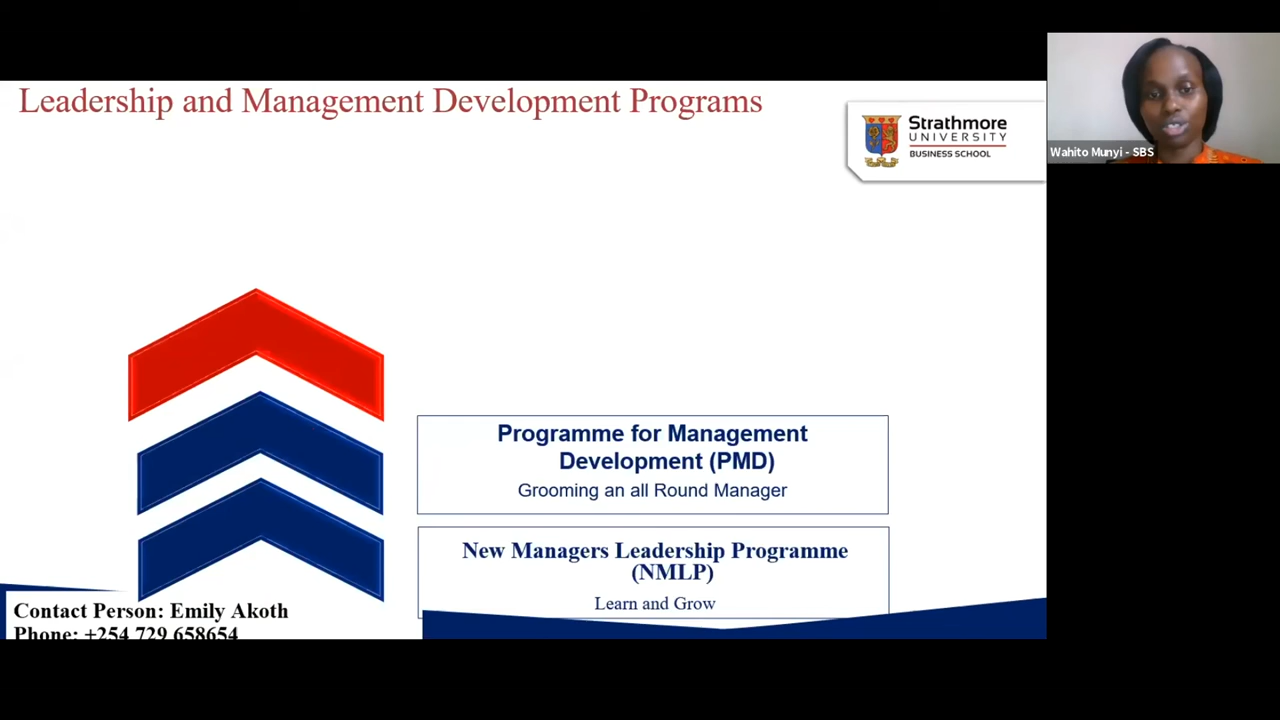 Leadership and Management Development Programs
Strathmore
UNIVERSITY
BUSINESS SCHOOL
Wahito Munyi - SBS
Programme for Management
Development (PMD)
Grooming an all Round Manager
New Managers Leadership Programme
(NMLP)
Learn and Grow
Contact Person: Emily Akoth
Phone: +254 729 658654